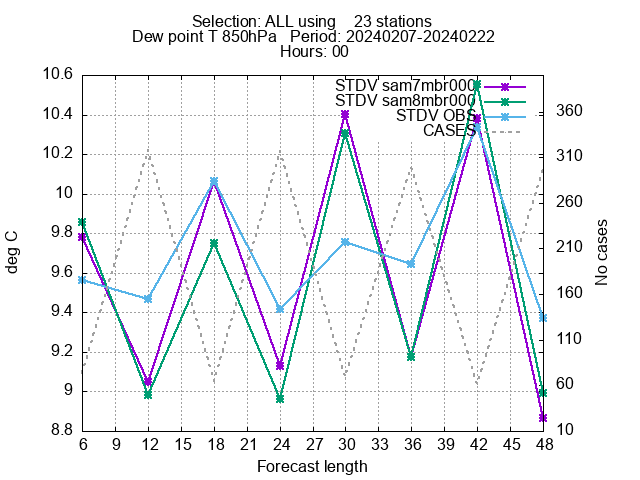 Selection: ALL using    23 stations
Dew point T 850hPa   Period: 20240207-20240222
Hours: 00
STDV sam7mbr000
STDV sam8mbr000
STDV OBS
CASES
deg C
No cases
10.6
10.4
10.2
10
9.8
9.6
9.4
9.2
9
8.8
360
310
260
210
160
110
60
10
6 9 12 15 18 21 24 27 30 33 36 39 42 45 48
Forecast length